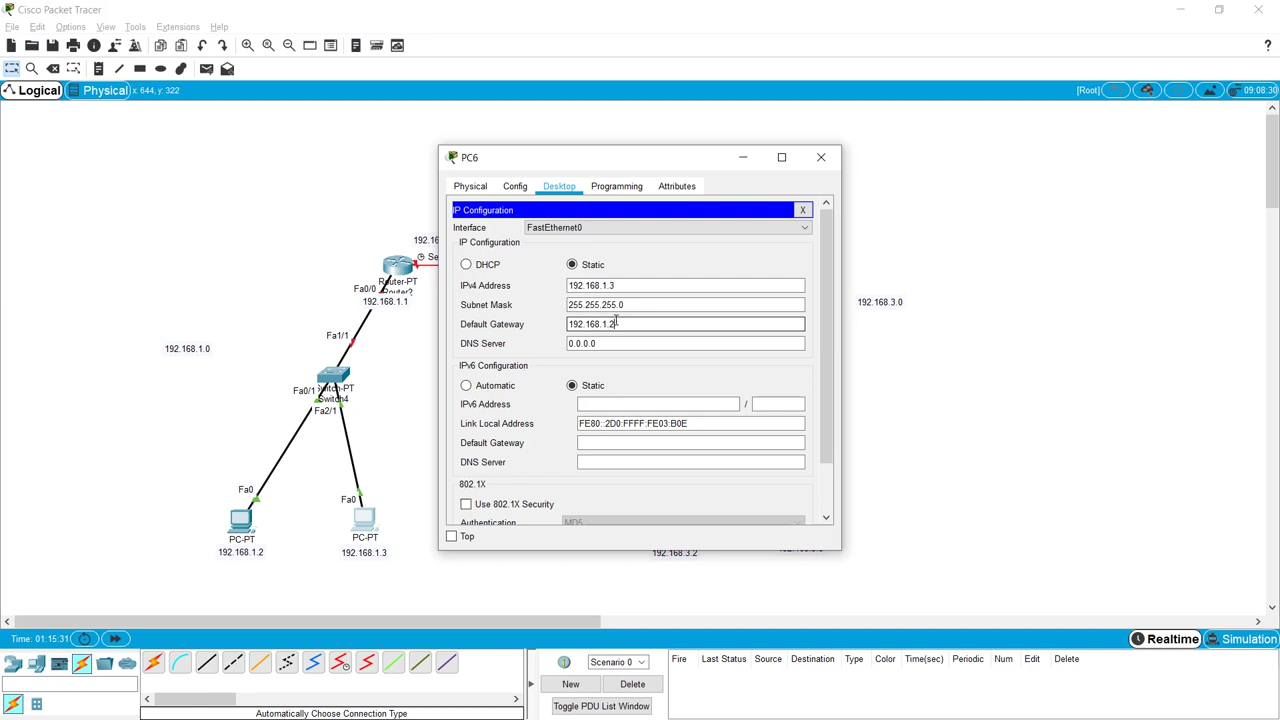 Cisco Packet Tracer
File Edit Options View Tools Extensions Help
Logical Physical x: 644, y: 322 [Root] 09:08:30
PC6
Physical Config Desktop Programming Attributes
IP Configuration X
Interface FastEthernet0
IP Configuration
DHCP Static
IPv4 Address 192.168.1.3
Subnet Mask 255.255.255.0
Default Gateway 192.168.1.2
DNS Server 0.0.0.0
IPv6 Configuration
Automatic Static
IPv6 Address /
Link Local Address FE80::2D0:FFFF:FE03:B0E
Default Gateway
DNS Server
802.1X
Use 802.1X Security
Authentication MD5
Top
192.16
Se
Router-PT
Router2
Fa0/0
192.168.1.1
192.168.3.0
Fa1/1
192.168.1.0
Fa0/1
Switch4
Fa2/1
Fa0
Fa0
PC-PT
192.168.1.2
PC-PT
192.168.1.3
192.168.3.2
Time: 01:15:31 Realtime Simulation
Scenario 0
New Delete
Toggle PDU List Window
Fire Last Status Source Destination Type Color Time(sec) Periodic Num Edit Delete
Automatically Choose Connection Type